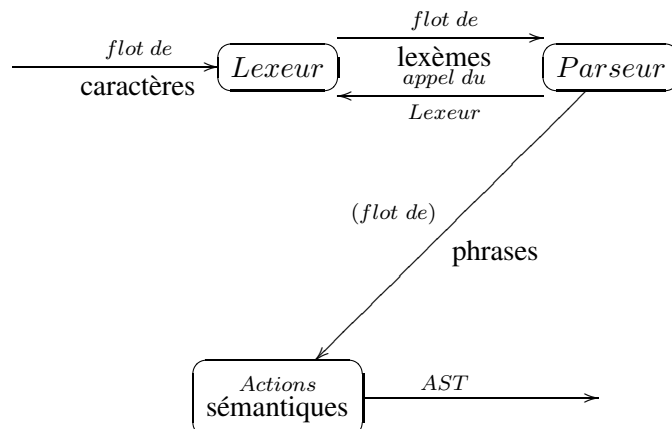 flot de
caractères
Lexeur
flot de
lexèmes
appel du
Lexeur
Parseur
(flot de)
phrases
Actions
sémantiques
AST